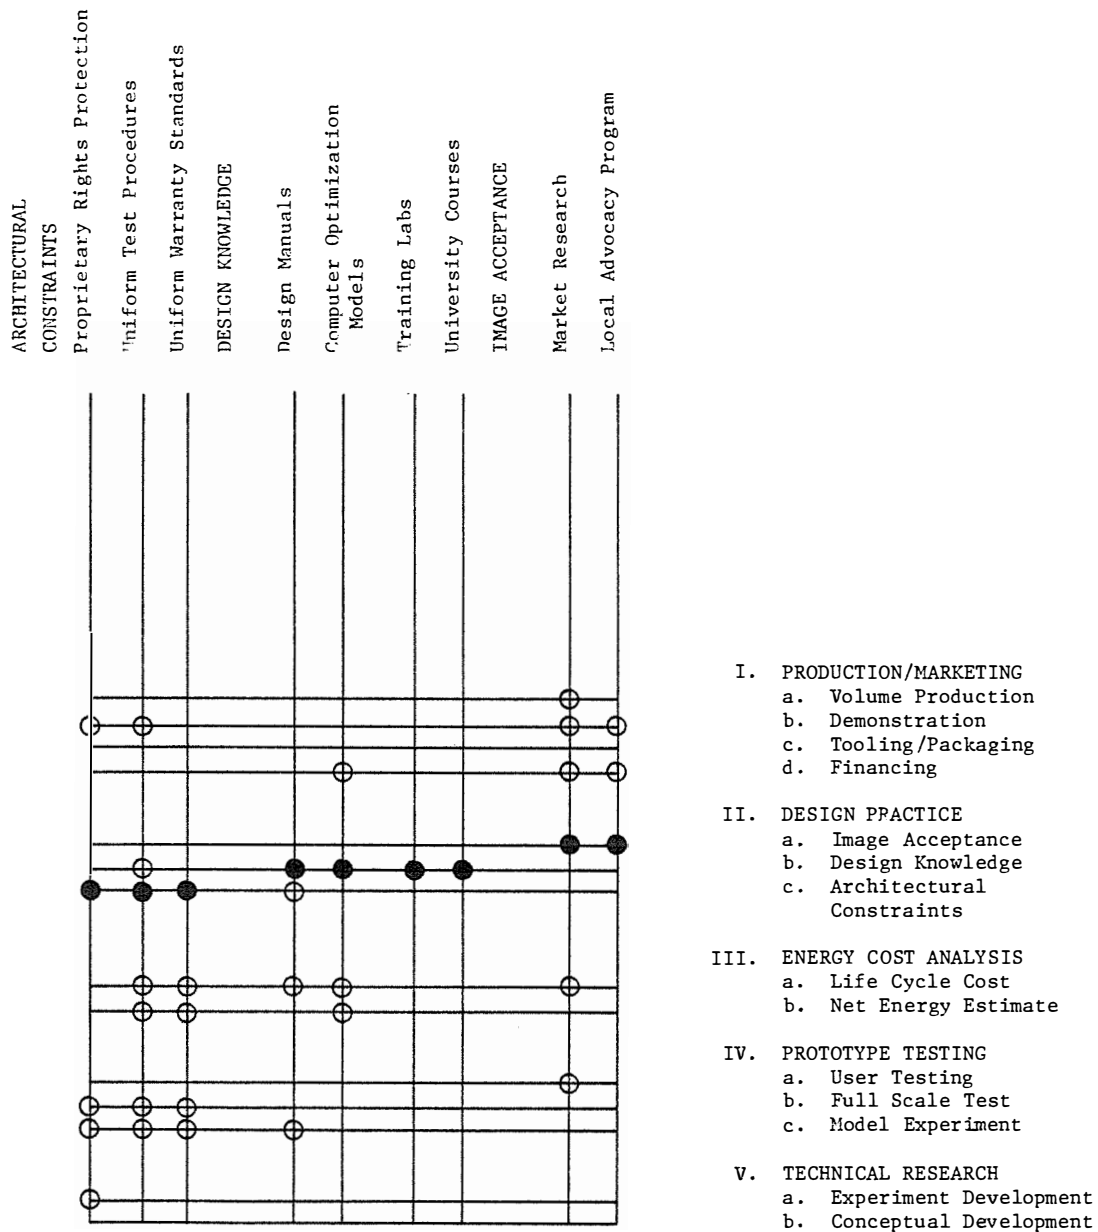 ARCHITECTURAL
CONSTRAINTS
Proprietary Rights Protection
Uniform Test Procedures
Uniform Warranty Standards
DESIGN KNOWLEDGE
Design Manuals
Computer Optimization
Models
Training Labs
University Courses
IMAGE ACCEPTANCE
Market Research
Local Advocacy Program
I. PRODUCTION/MARKETING
a. Volume Production
b. Demonstration
c. Tooling/Packaging
d. Financing
II. DESIGN PRACTICE
a. Image Acceptance
b. Design Knowledge
c. Architectural
Constraints
III. ENERGY COST ANALYSIS
a. Life Cycle Cost
b. Net Energy Estimate
IV. PROTOTYPE TESTING
a. User Testing
b. Full Scale Test
c. Model Experiment
V. TECHNICAL RESEARCH
a. Experiment Development
b. Conceptual Development